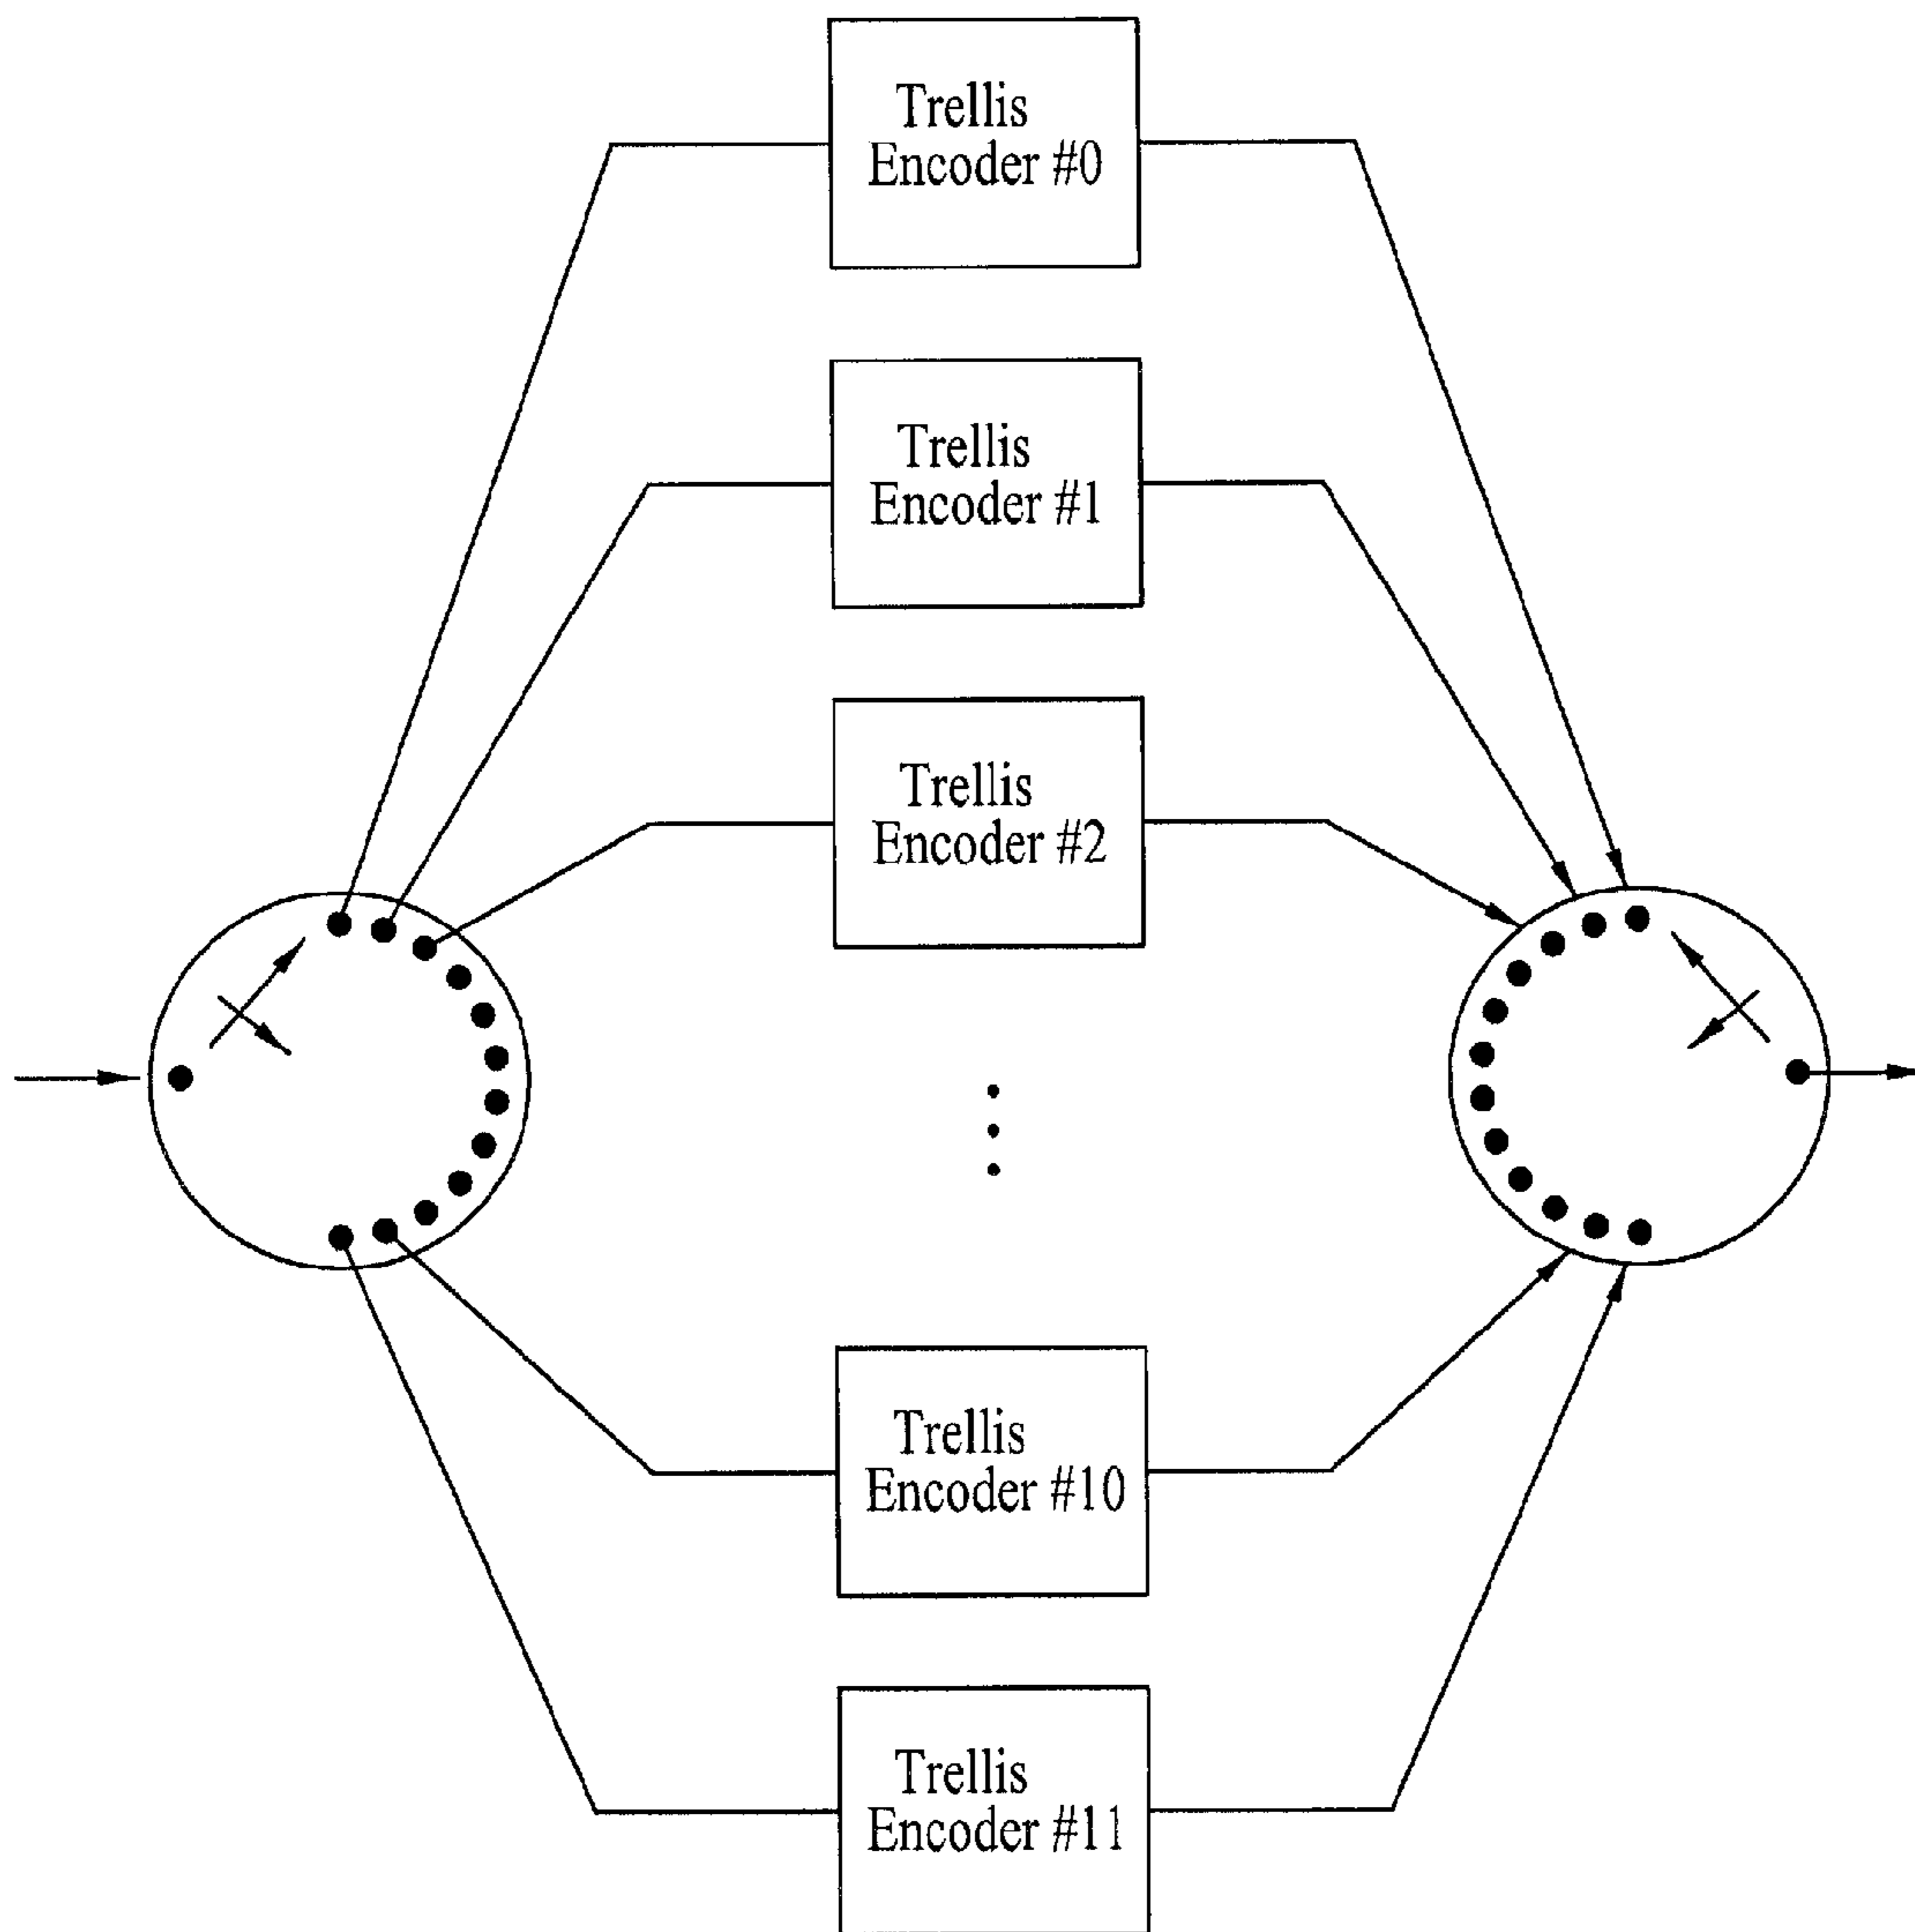 Trellis
Encoder #0
Trellis
Encoder #1
Trellis
Encoder #2
Trellis
Encoder #10
Trellis
Encoder #11